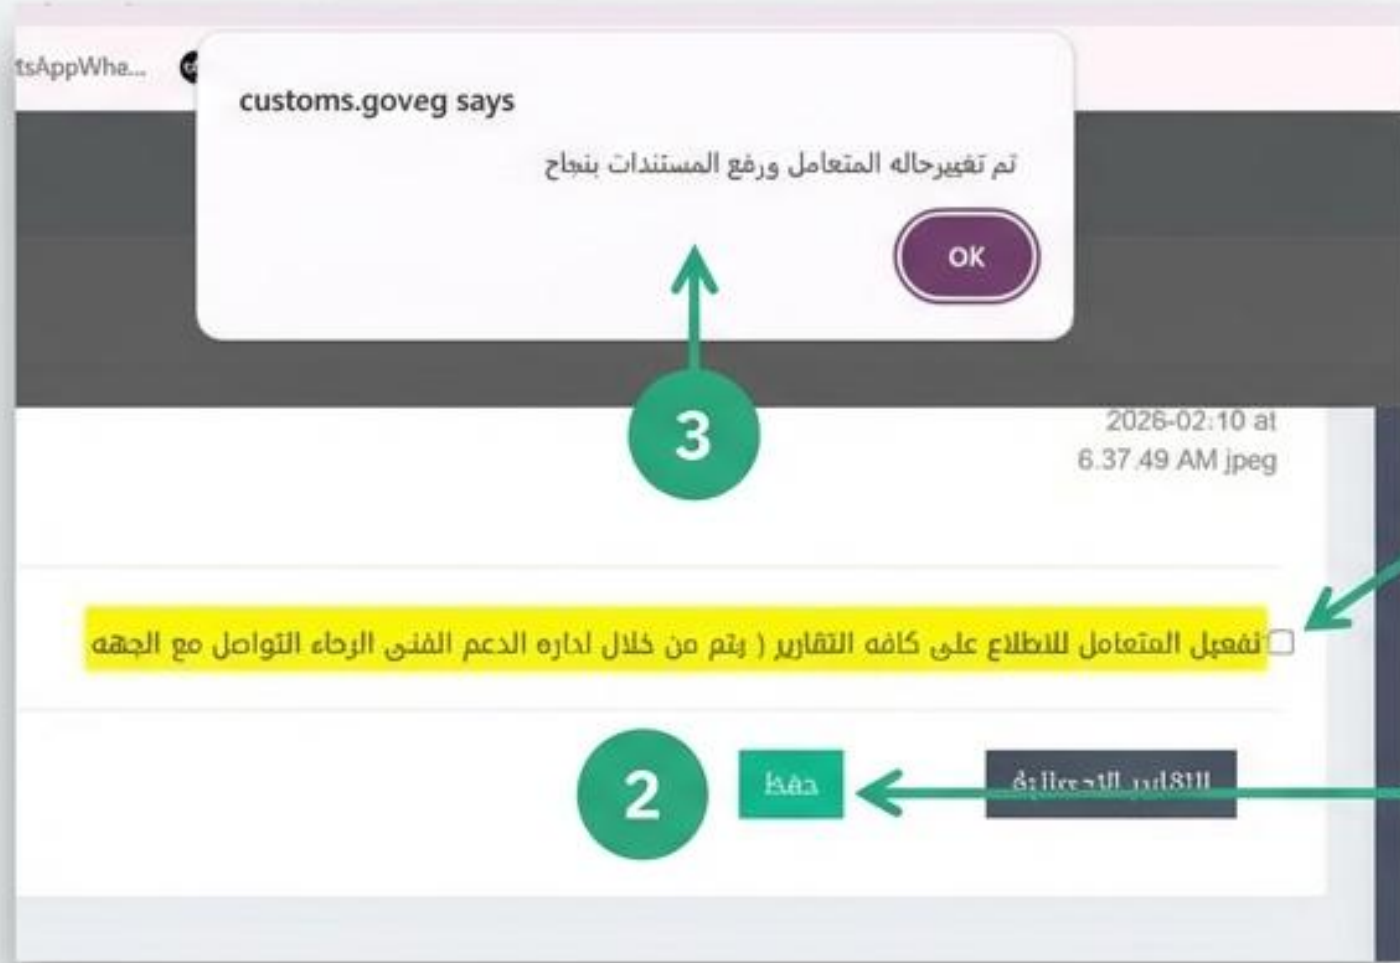 tsAppWha...
customs.goveg says
تم تغييرحاله المتعامل ورفع المستندات بنجاح
OK
3
2026-02:10 at
6.37.49 AM jpeg
تفعيل المتعامل للاطلاع على كافه التقارير ( يتم من خلال اداره الدعم الفنى الرجاء التواصل مع الجهه
2
حفظ